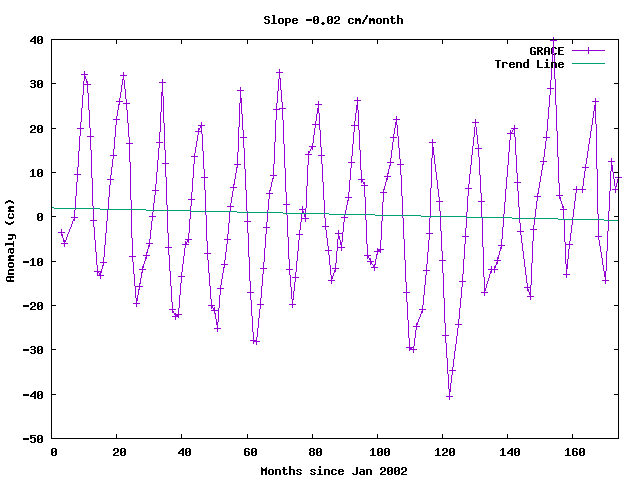 Slope -0.02 cm/month
GRACE
Trend Line
Anomaly (cm)
40
30
20
10
0
-10
-20
-30
-40
-50
0 20 40 60 80 100 120 140 160
Months since Jan 2002